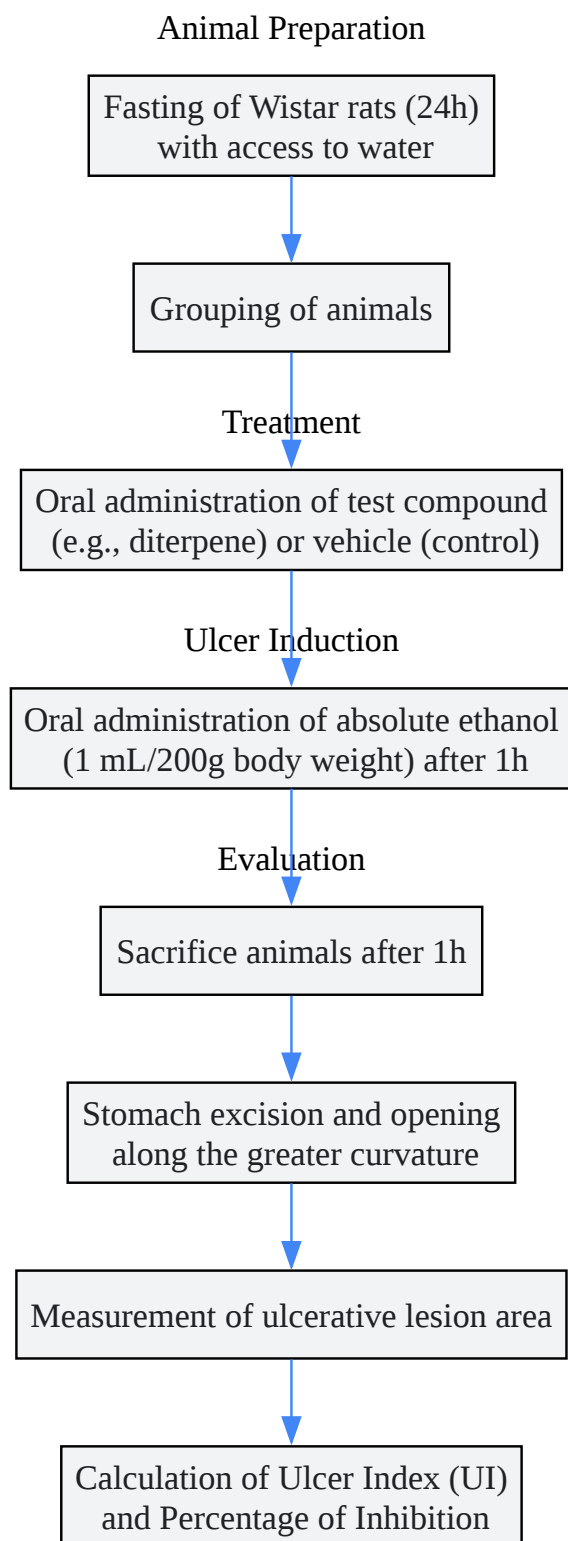 Animal Preparation
Fasting of Wistar rats (24h)
with access to water
Grouping of animals
Treatment
Oral administration of test compound
(e.g., diterpene) or vehicle (control)
Ulcer Induction
Oral administration of absolute ethanol
(1 mL/200g body weight) after 1h
Evaluation
Sacrifice animals after 1h
Stomach excision and opening
along the greater curvature
Measurement of ulcerative lesion area
Calculation of Ulcer Index (UI)
and Percentage of Inhibition